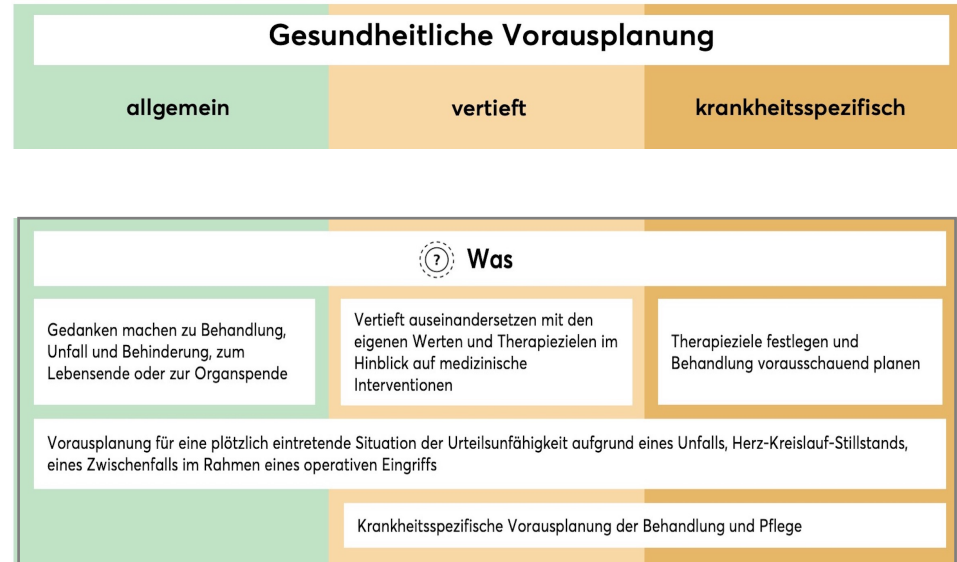 Gesundheitliche Vorausplanung
allgemein
vertieft
krankheitsspezifisch
? Was
Gedanken machen zu Behandlung,
Unfall und Behinderung, zum
Lebensende oder zur Organspende
Vertieft auseinandersetzen mit den
eigenen Werten und Therapiezielen im
Hinblick auf medizinische
Interventionen
Therapieziele festlegen und
Behandlung vorausschauend planen
Vorausplanung für eine plötzlich eintretende Situation der Urteilsunfähigkeit aufgrund eines Unfalls, Herz-Kreislauf-Stillstands,
eines Zwischenfalls im Rahmen eines operativen Eingriffs
Krankheitsspezifische Vorausplanung der Behandlung und Pflege